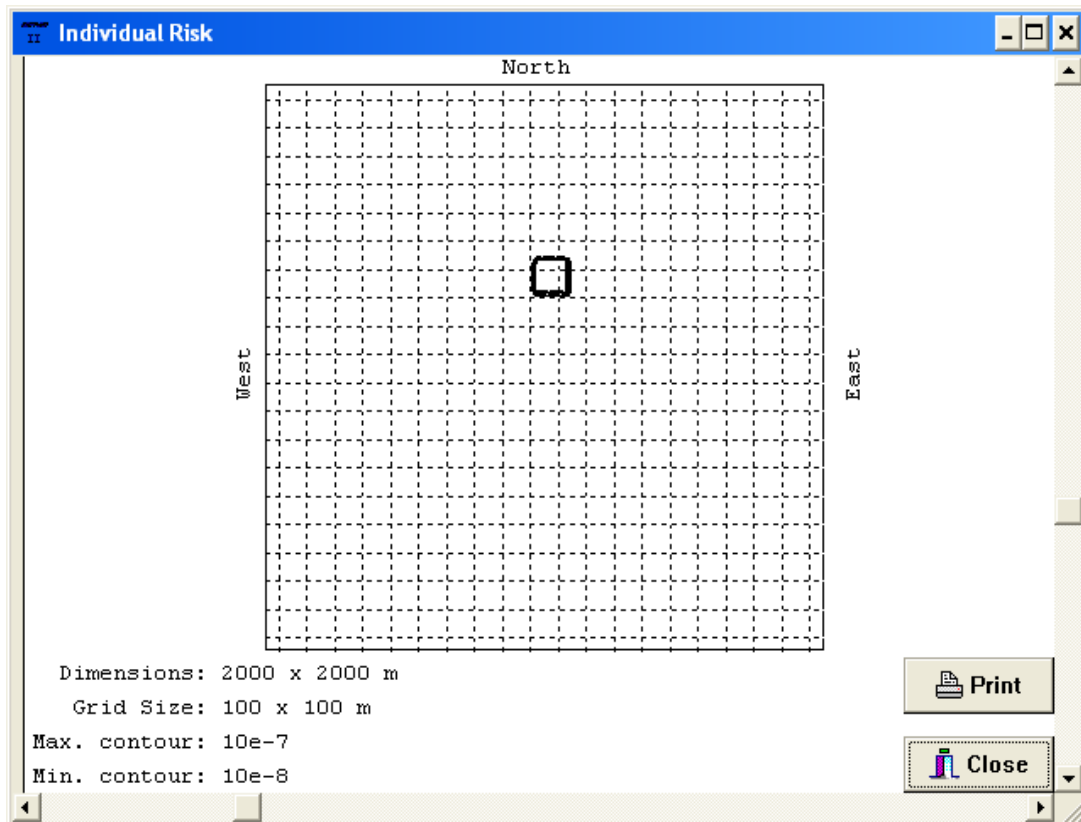 II Individual Risk
North
West
East
Dimensions: 2000 x 2000 m
Grid Size: 100 x 100 m
Max. contour: 10e-7
Min. contour: 10e-8
Print
Close